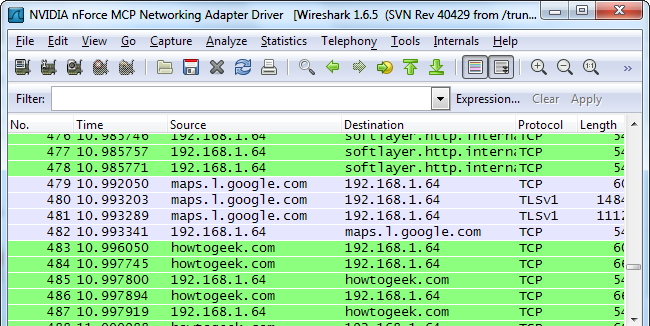 NVIDIA nForce MCP Networking Adapter Driver [Wireshark 1.6.5 (SVN Rev 40429 from /trun
File Edit View Go Capture Analyze Statistics Telephony Tools Internals Help
Filter: Expression... Clear Apply
No. Time Source Destination Protocol Length
476 10.985746 192.168.1.64 softlayer.http.interna TCP 54
477 10.985757 192.168.1.64 softlayer.http.interna TCP 54
478 10.985771 192.168.1.64 softlayer.http.interna TCP 54
479 10.992050 maps.l.google.com 192.168.1.64 TCP 60
480 10.993203 maps.l.google.com 192.168.1.64 TLSv1 1484
481 10.993289 maps.l.google.com 192.168.1.64 TLSv1 1112
482 10.993341 192.168.1.64 maps.l.google.com TCP 54
483 10.996050 howtogeek.com 192.168.1.64 TCP 60
484 10.997745 howtogeek.com 192.168.1.64 TCP 66
485 10.997800 192.168.1.64 howtogeek.com TCP 54
486 10.997894 howtogeek.com 192.168.1.64 TCP 66
487 10.997919 192.168.1.64 howtogeek.com TCP 54